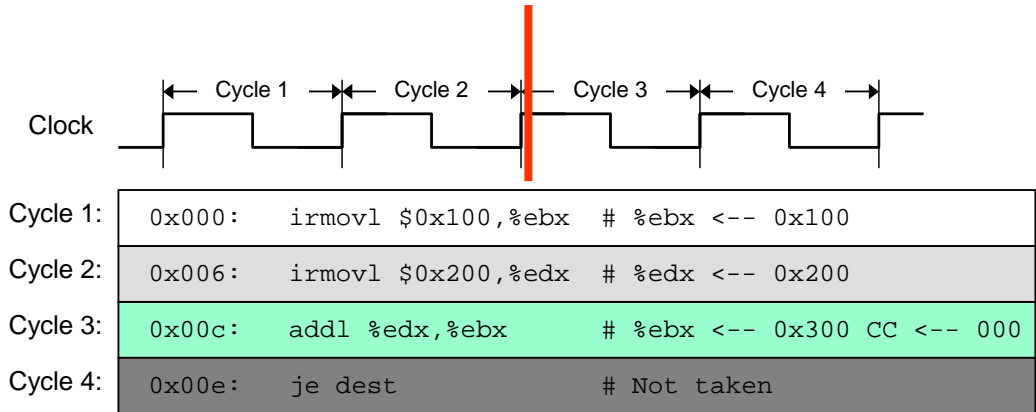 Cycle 1 Cycle 2 Cycle 3 Cycle 4
Clock
Cycle 1: 0x000: irmovl $0x100,%ebx # %ebx <-- 0x100
Cycle 2: 0x006: irmovl $0x200,%edx # %edx <-- 0x200
Cycle 3: 0x00c: addl %edx,%ebx # %ebx <-- 0x300 CC <-- 000
Cycle 4: 0x00e: je dest # Not taken